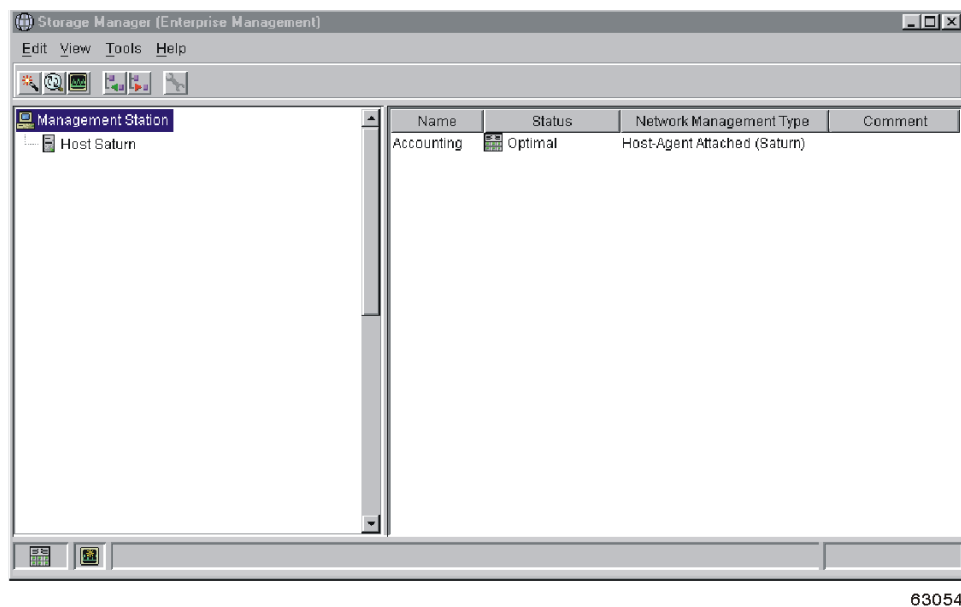 Storage Manager (Enterprise Management)
Edit View Tools Help
Management Station
Host Saturn
Name Status Network Management Type Comment
Accounting Optimal Host-Agent Attached (Saturn)
63054